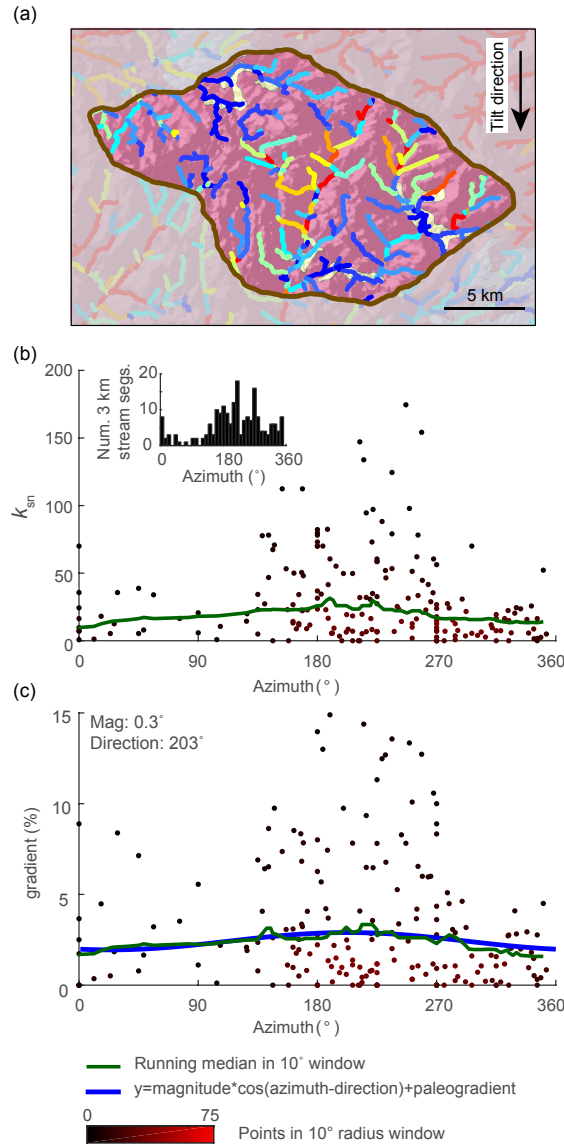 (a)
Tilt direction
5 km
(b)
200
150
100
50
0
k_sn
20
10
0
Num. 3 km
stream segs.
0 180 360
Azimuth (°)
0 90 180 270 360
Azimuth (°)
(c)
15
10
5
0
gradient (%)
Mag: 0.3°
Direction: 203°
0 90 180 270 360
Azimuth (°)
Running median in 10° window
y=magnitude*cos(azimuth-direction)+paleogradient
0 75
Points in 10° radius window